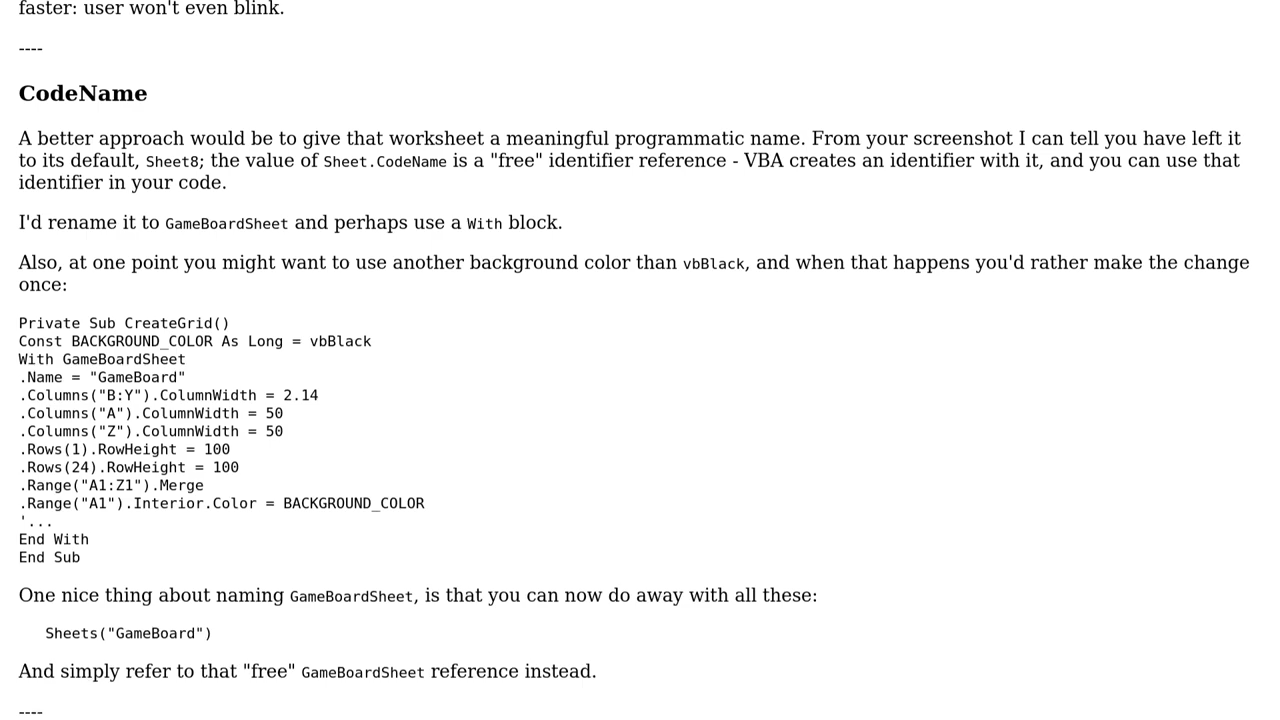 faster: user won't even blink.
----
CodeName
A better approach would be to give that worksheet a meaningful programmatic name. From your screenshot I can tell you have left it
to its default, Sheet8; the value of Sheet.CodeName is a "free" identifier reference - VBA creates an identifier with it, and you can use that
identifier in your code.
I'd rename it to GameBoardSheet and perhaps use a With block.
Also, at one point you might want to use another background color than vbBlack, and when that happens you'd rather make the change
once:
Private Sub CreateGrid()
Const BACKGROUND_COLOR As Long = vbBlack
With GameBoardSheet
.Name = "GameBoard"
.Columns("B:Y").ColumnWidth = 2.14
.Columns("A").ColumnWidth = 50
.Columns("Z").ColumnWidth = 50
.Rows(1).RowHeight = 100
.Rows(24).RowHeight = 100
.Range("A1:Z1").Merge
.Range("A1").Interior.Color = BACKGROUND_COLOR
'...
End With
End Sub
One nice thing about naming GameBoardSheet, is that you can now do away with all these:
Sheets("GameBoard")
And simply refer to that "free" GameBoardSheet reference instead.
----